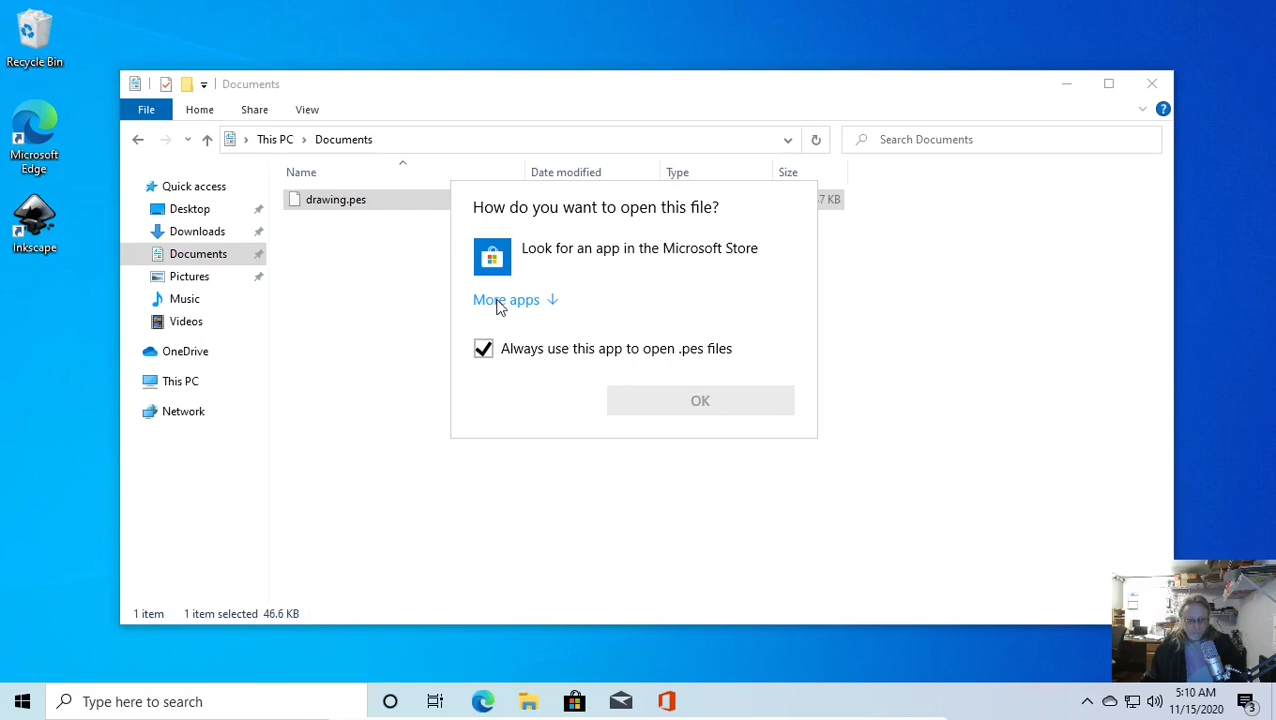 Recycle Bin
Microsoft
Edge
Inkscape
Documents
File Home Share View
This PC Documents
Search Documents
Name Date modified Type Size
drawing.pes
7 KB
Quick access
Desktop
Downloads
Documents
Pictures
Music
Videos
OneDrive
This PC
Network
How do you want to open this file?
Look for an app in the Microsoft Store
More apps
Always use this app to open .pes files
OK
1 item 1 item selected 46.6 KB
Type here to search
5:10 AM
11/15/2020
3